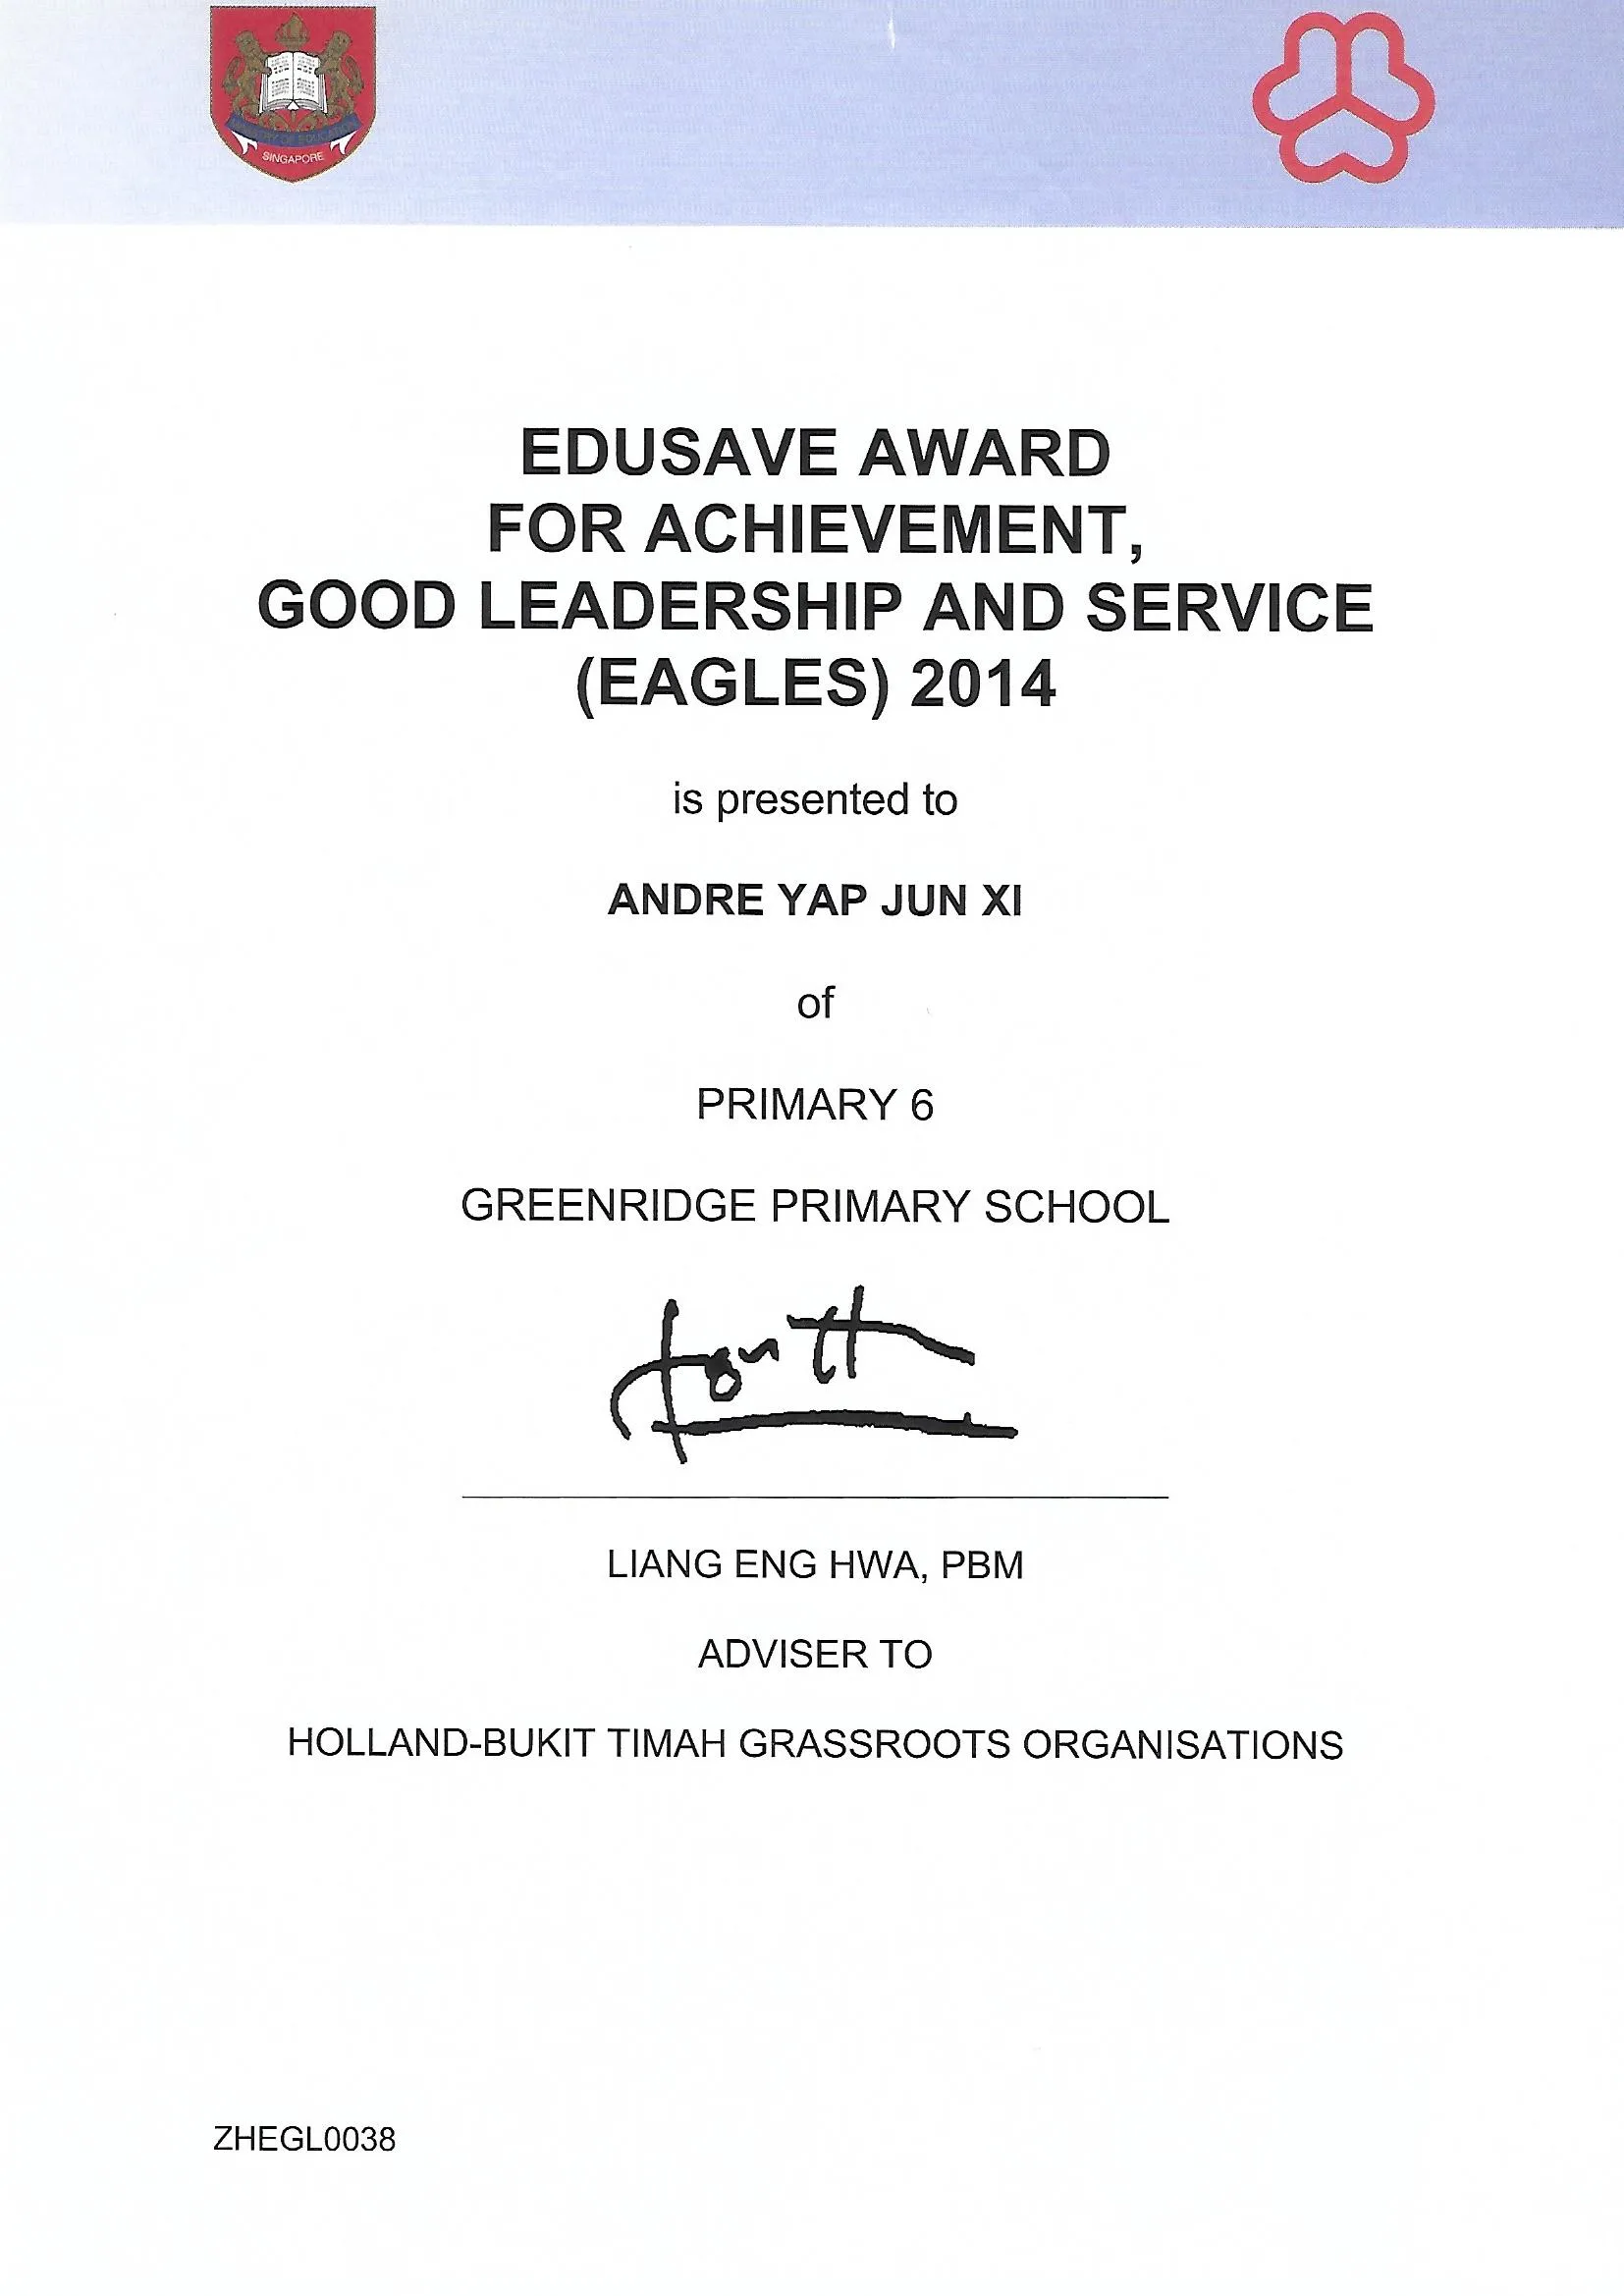 MINISTRY OF EDUCATION
SINGAPORE
EDUSAVE AWARD
FOR ACHIEVEMENT,
GOOD LEADERSHIP AND SERVICE
(EAGLES) 2014
is presented to
ANDRE YAP JUN XI
of
PRIMARY 6
GREENRIDGE PRIMARY SCHOOL
LIANG ENG HWA, PBM
ADVISER TO
HOLLAND-BUKIT TIMAH GRASSROOTS ORGANISATIONS
ZHEGL0038